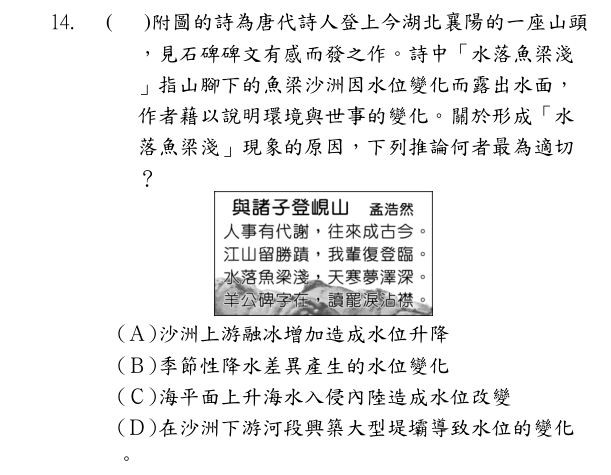 14. ( )附圖的詩為唐代詩人登上今湖北襄陽的一座山頭
，見石碑碑文有感而發之作。詩中「水落魚梁淺
」指山腳下的魚梁沙洲因水位變化而露出水面，
作者藉以說明環境與世事的變化。關於形成「水
落魚梁淺」現象的原因，下列推論何者最為適切
？
與諸子登峴山 孟浩然
人事有代謝，往來成古今。
江山留勝蹟，我輩復登臨。
水落魚梁淺，天寒夢澤深。
羊公碑字在，讀罷淚沾襟。
(A)沙洲上游融冰增加造成水位升降
(B)季節性降水差異產生的水位變化
(C)海平面上升海水入侵內陸造成水位改變
(D)在沙洲下游河段興築大型堤壩導致水位的變化
。